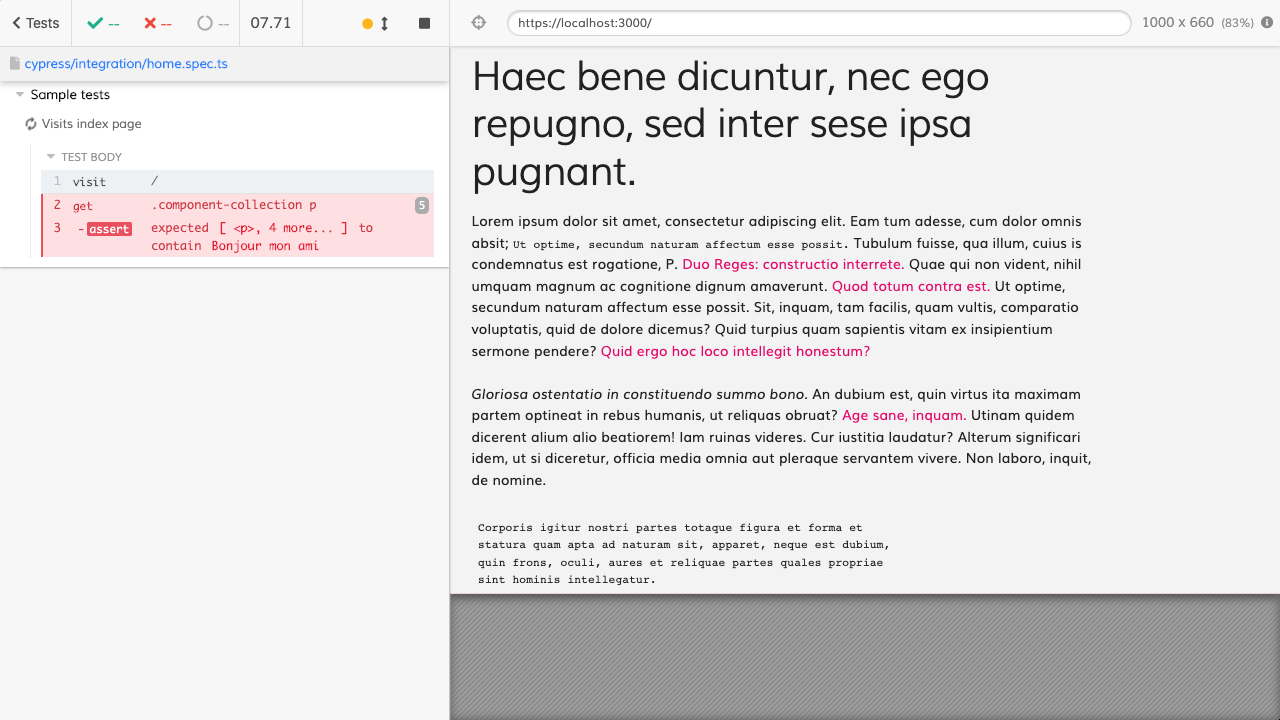 Tests
--
--
--
07.71
https://localhost:3000/
1000 x 660 (83%)
cypress/integration/home.spec.ts
Sample tests
Visits index page
TEST BODY
1 visit /
2 get .component-collection p 5
3 -assert expected [ <p>, 4 more... ] to
contain Bonjour mon ami
Haec bene dicuntur, nec ego
repugno, sed inter sese ipsa
pugnant.
Lorem ipsum dolor sit amet, consectetur adipiscing elit. Eam tum adesse, cum dolor omnis
absit; Ut optime, secundum naturam affectum esse possit. Tubulum fuisse, qua illum, cuius is
condemnatus est rogatione, P. Duo Reges: constructio interrete. Quae qui non vident, nihil
umquam magnum ac cognitione dignum amaverunt. Quod totum contra est. Ut optime,
secundum naturam affectum esse possit. Sit, inquam, tam facilis, quam vultis, comparatio
voluptatis, quid de dolore dicemus? Quid turpius quam sapientis vitam ex insipientium
sermone pendere? Quid ergo hoc loco intellegit honestum?
Gloriosa ostentatio in constituendo summo bono. An dubium est, quin virtus ita maximam
partem optineat in rebus humanis, ut reliquas obruat? Age sane, inquam. Utinam quidem
dicerent alium alio beatiorem! Iam ruinas videres. Cur iustitia laudatur? Alterum significari
idem, ut si diceretur, officia media omnia aut pleraque servantem vivere. Non laboro, inquit,
de nomine.
Corporis igitur nostri partes totaque figura et forma et
statura quam apta ad naturam sit, apparet, neque est dubium,
quin frons, oculi, aures et reliquae partes quales propriae
sint hominis intellegatur.